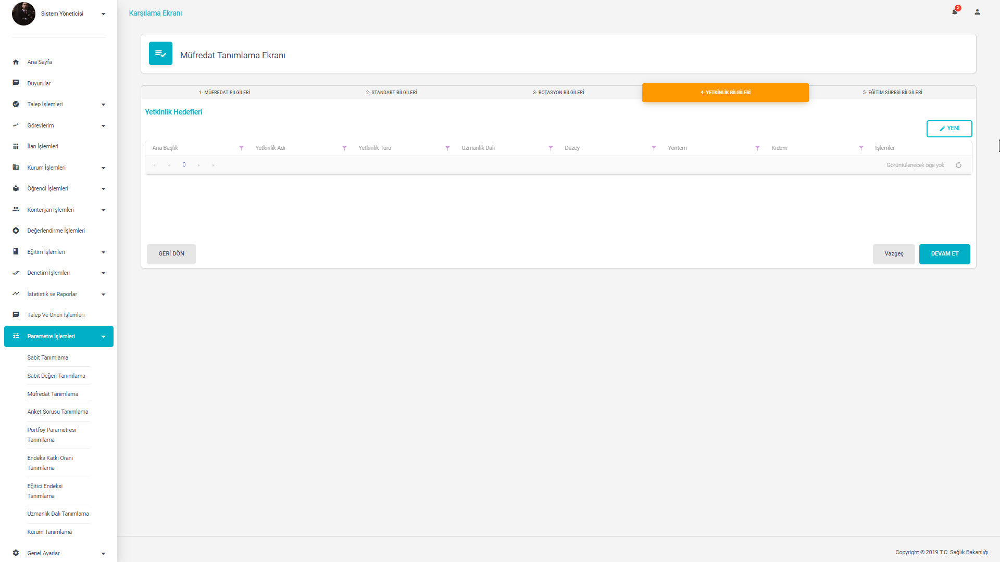 Sistem Yöneticisi
Karşılama Ekranı
0
Müfredat Tanımlama Ekranı
Ana Sayfa
Duyurular
Talep İşlemleri
Görevlerim
İlan İşlemleri
Kurum İşlemleri
Öğrenci İşlemleri
Kontenjan İşlemleri
Değerlendirme İşlemleri
Eğitim İşlemleri
Denetim İşlemleri
İstatistik ve Raporlar
Talep Ve Öneri İşlemleri
Parametre İşlemleri
Sabit Tanımlama
Sabit Değeri Tanımlama
Müfredat Tanımlama
Anket Sorusu Tanımlama
Portföy Parametresi
Tanımlama
Endeks Katkı Oranı
Tanımlama
Eğitici Endeksi
Tanımlama
Uzmanlık Dalı Tanımlama
Kurum Tanımlama
Genel Ayarlar
1- MÜFREDAT BİLGİLERİ 2- STANDART BİLGİLERİ 3- ROTASYON BİLGİLERİ 4- YETKİNLİK BİLGİLERİ 5- EĞİTİM SÜRESİ BİLGİLERİ
Yetkinlik Hedefleri
YENİ
Ana Başlık Yetkinlik Adı Yetkinlik Türü Uzmanlık Dalı Düzey Yöntem Kıdem İşlemler
0 Görüntülenecek öğe yok
GERİ DÖN Vazgeç DEVAM ET
Copyright © 2019 T.C. Sağlık Bakanlığı